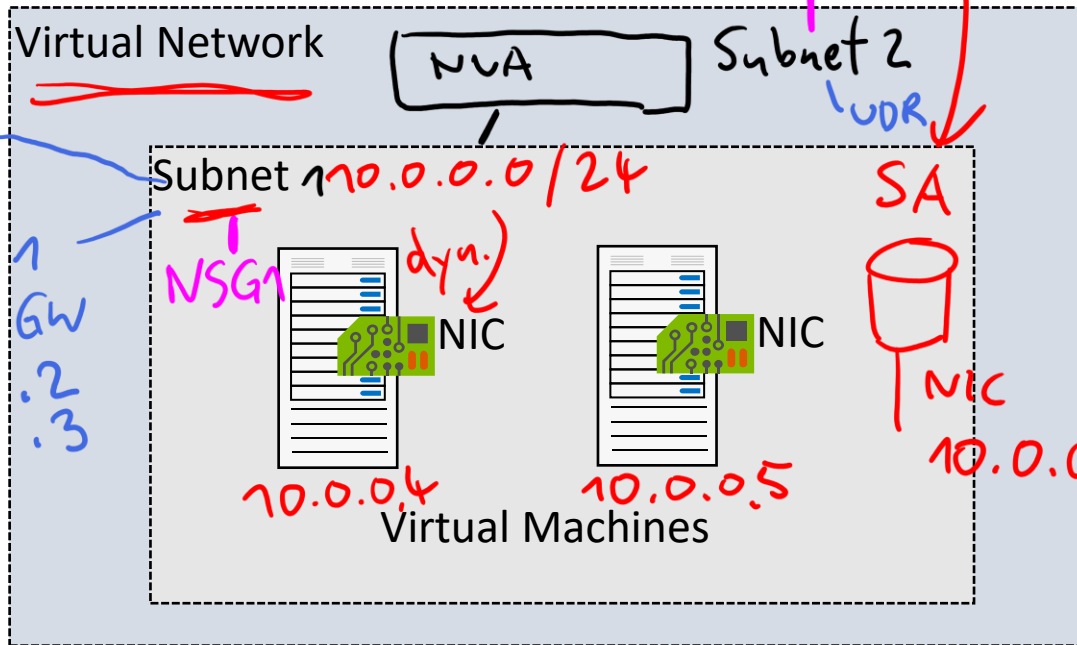 Virtual Network
NVA
Subnet 2
UDR
Subnet 1 10.0.0.0/24
SA
NSG1
dyn.
1
GW
.2
.3
NIC
NIC
NIC
10.0.0.4
10.0.0.5
10.0.0
Virtual Machines